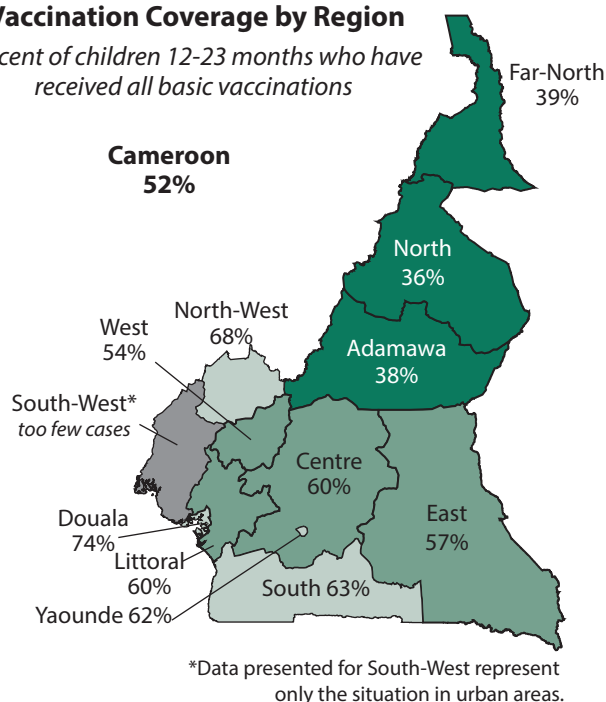 Vaccination Coverage by Region
cent of children 12-23 months who have
received all basic vaccinations
Cameroon
52%
Far-North
39%
North
36%
Adamawa
38%
North-West
68%
West
54%
South-West*
too few cases
Centre
60%
East
57%
Douala
74%
Littoral
60%
South 63%
Yaounde 62%
*Data presented for South-West represent
only the situation in urban areas.